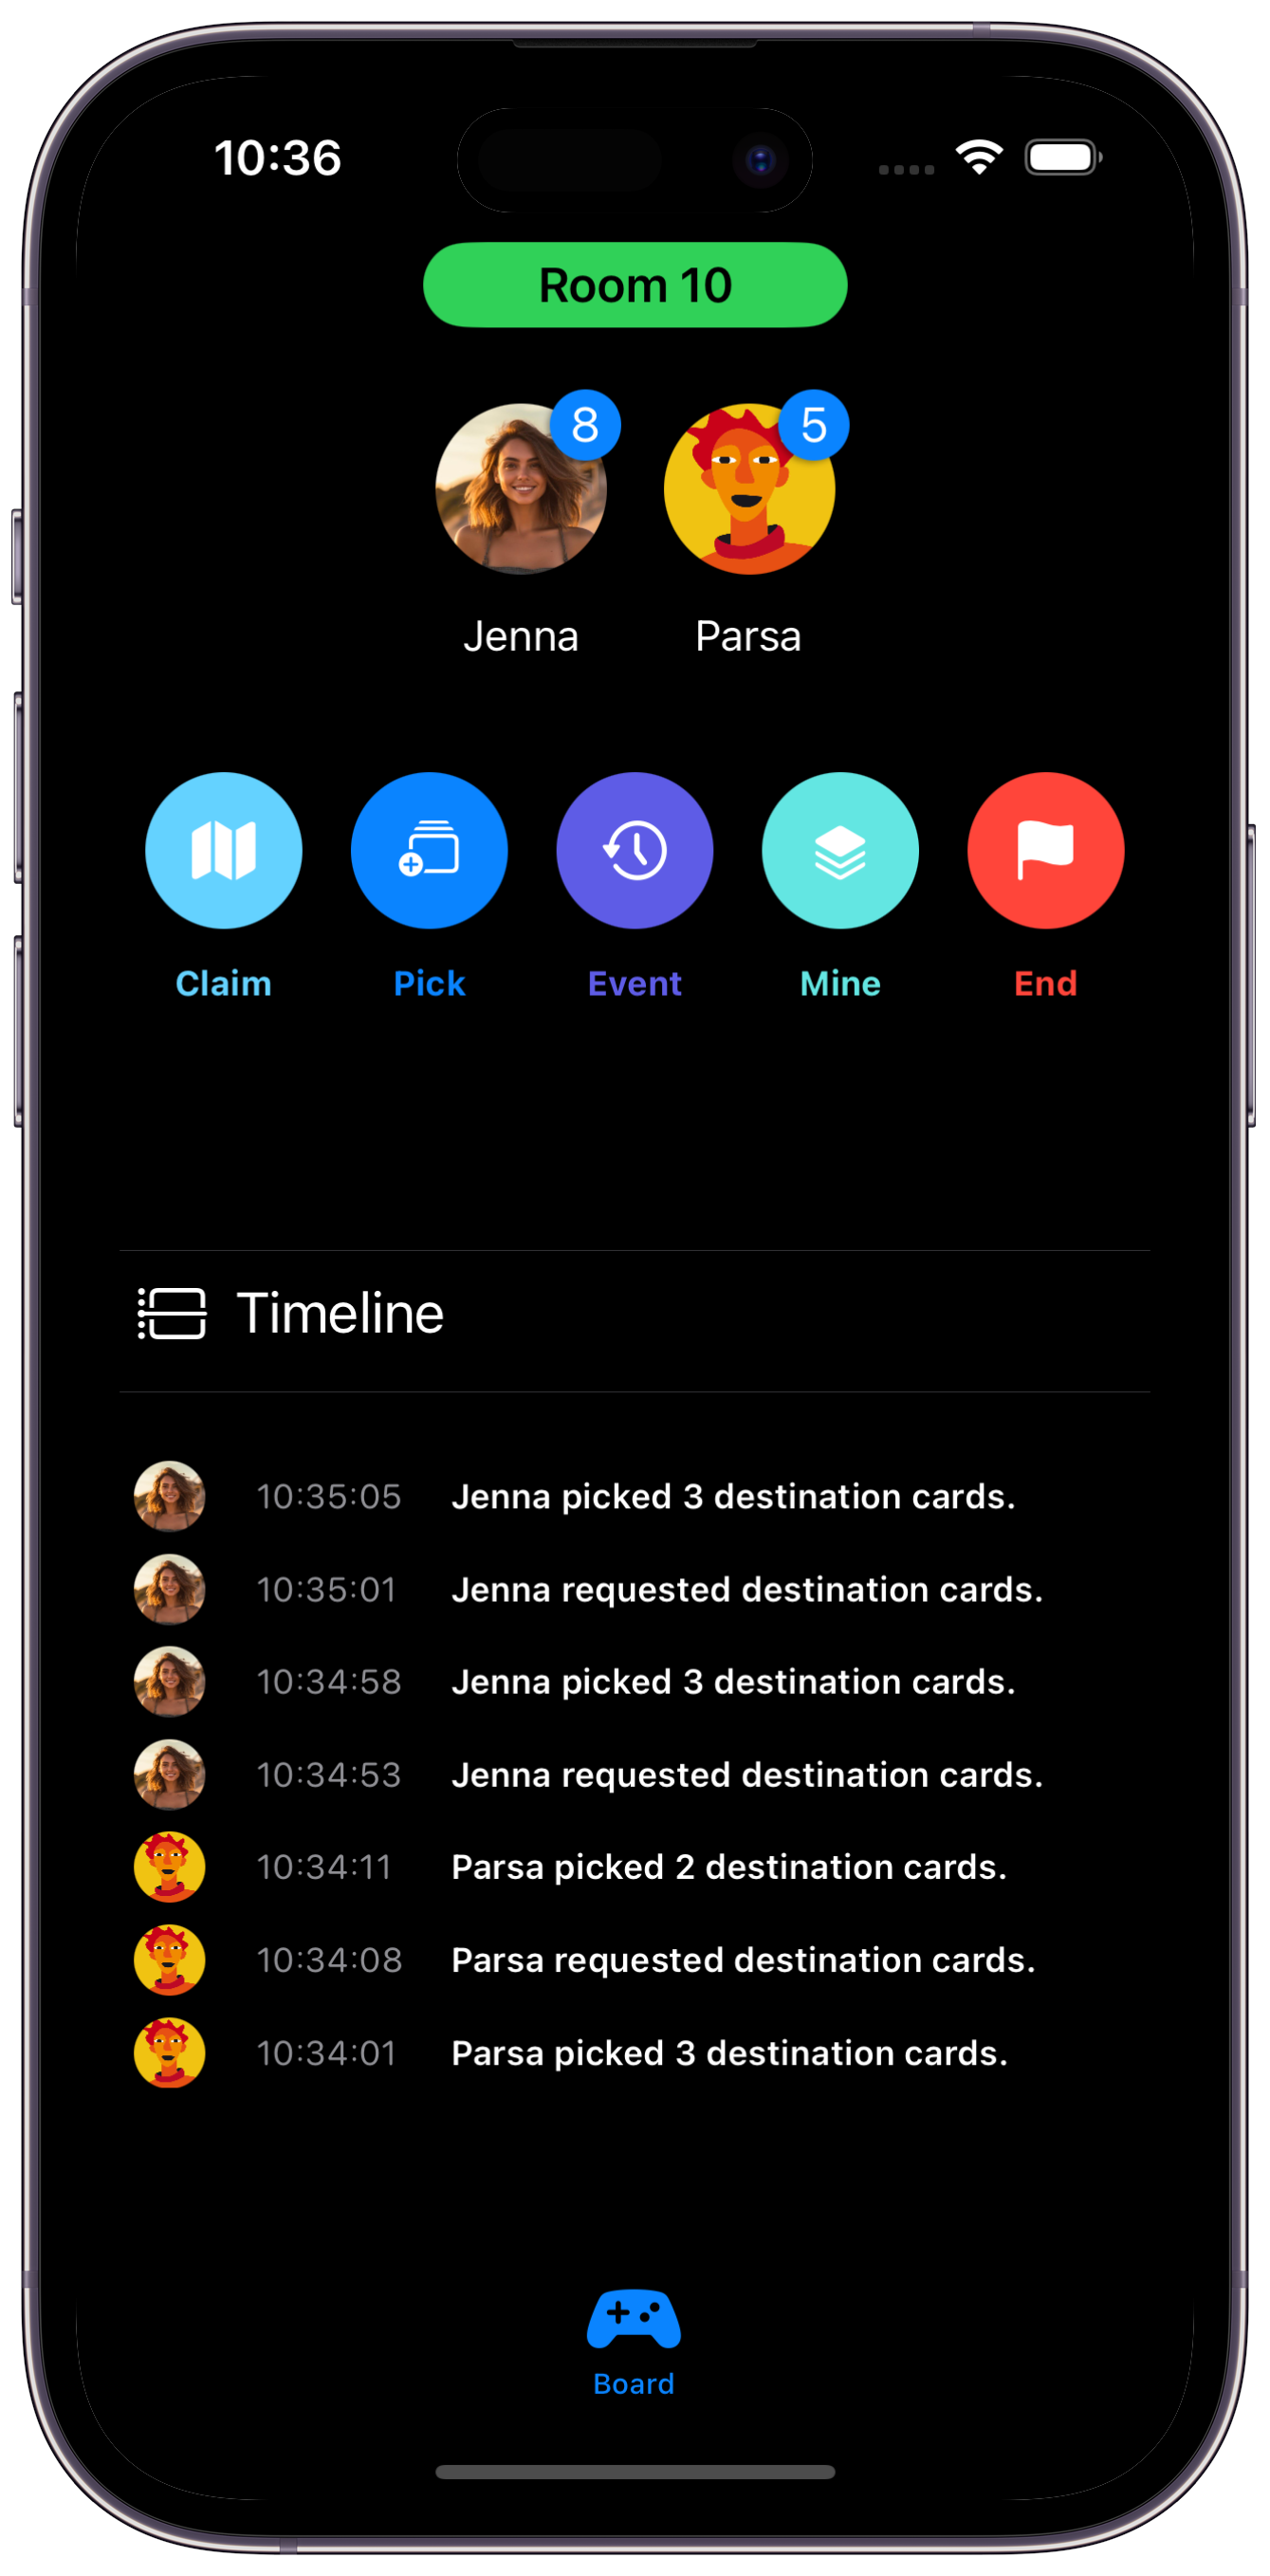 10:36
Room 10
8 5
Jenna Parsa
Claim Pick Event Mine End
Timeline
10:35:05 Jenna picked 3 destination cards.
10:35:01 Jenna requested destination cards.
10:34:58 Jenna picked 3 destination cards.
10:34:53 Jenna requested destination cards.
10:34:11 Parsa picked 2 destination cards.
10:34:08 Parsa requested destination cards.
10:34:01 Parsa picked 3 destination cards.
Board